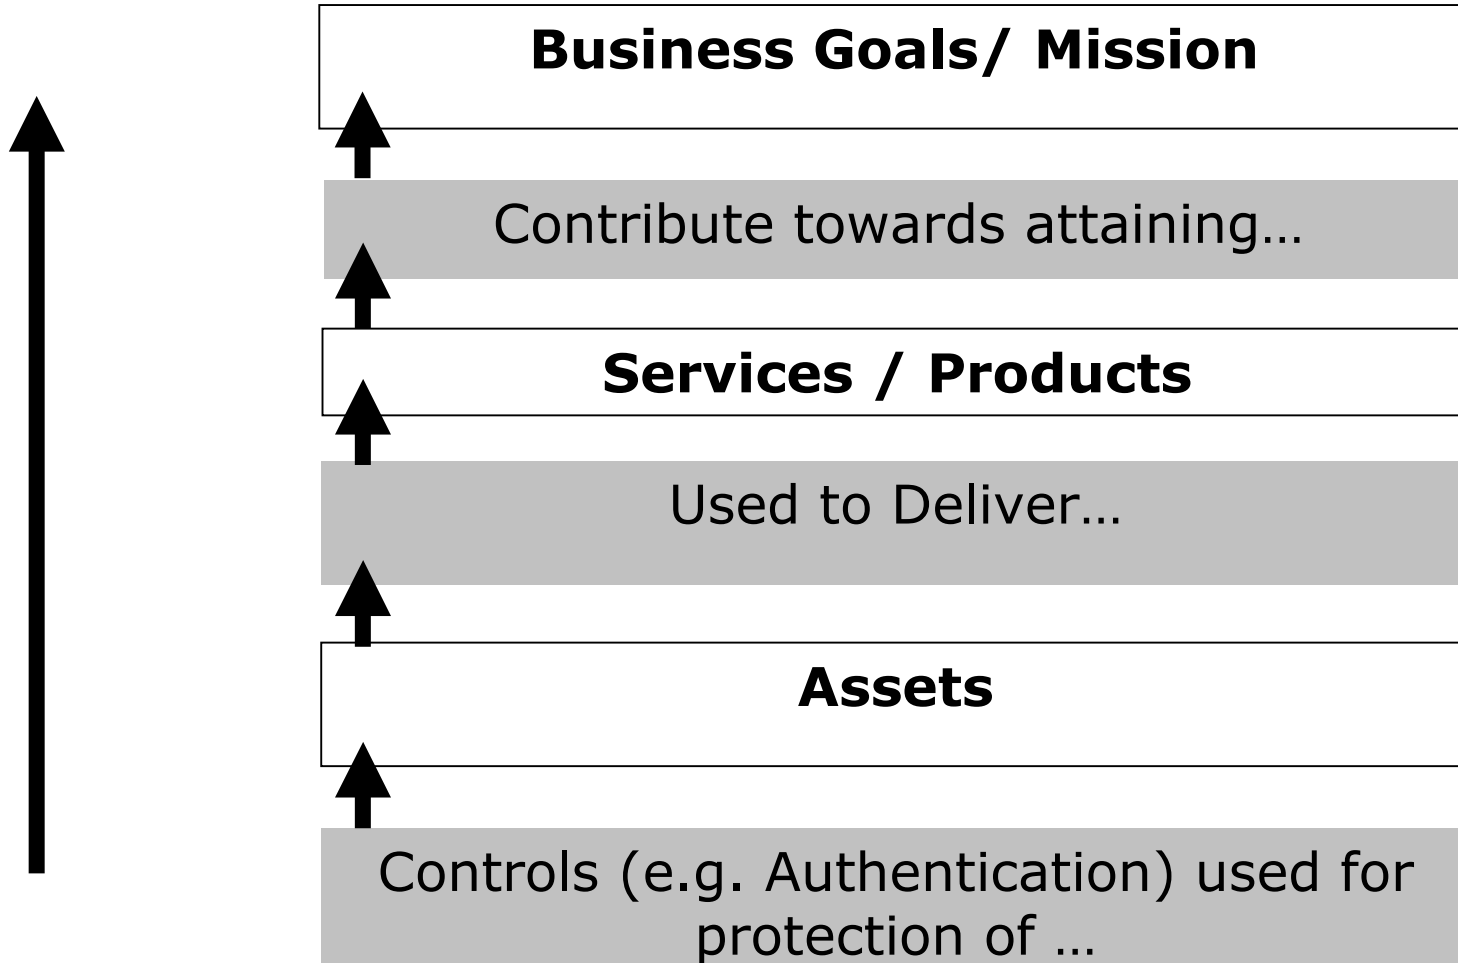 Business Goals/ Mission
Contribute towards attaining…
Services / Products
Used to Deliver…
Assets
Controls (e.g. Authentication) used for
protection of …